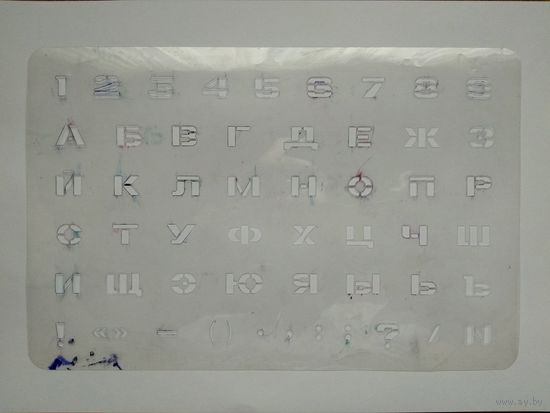 1 2 3 4 5 6 7 8 9
А Б В Г Д Е Ж З
Й К Л М Н О П Р
С Т У Ф Х Ц Ч Ш
И Щ Э Ю Я Ы Ь Ъ
! « » - ( ) . , : ; ? / №
www.ay.by